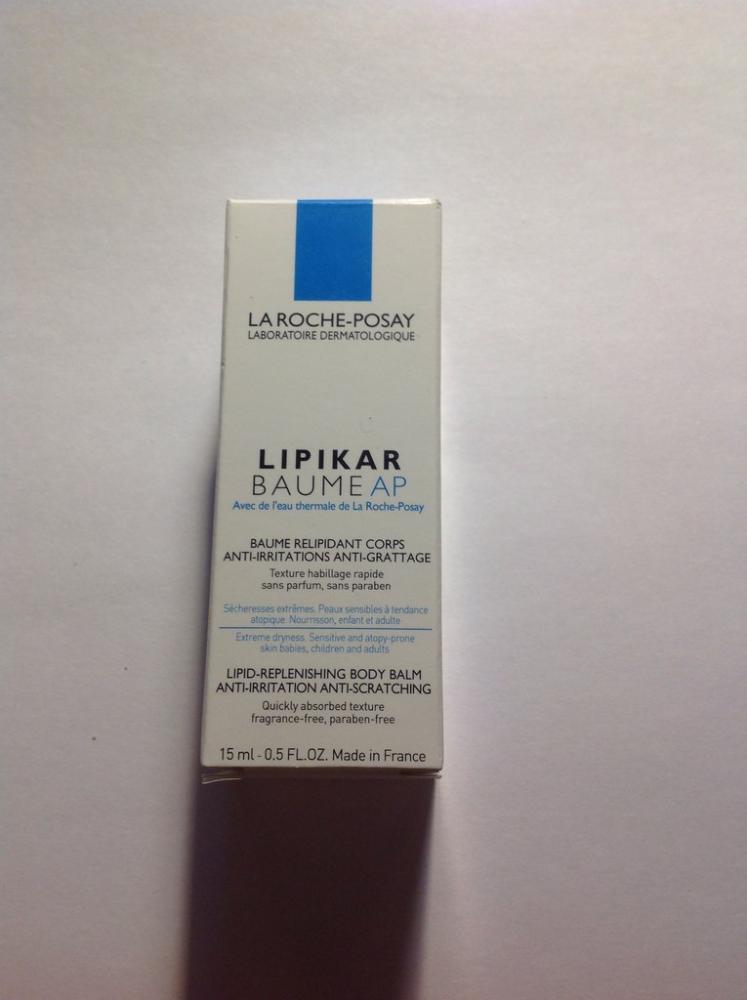 LA ROCHE-POSAY
LABORATOIRE DERMATOLOGIQUE
LIPIKAR
BAUME AP
Avec de l'eau thermale de La Roche-Posay
BAUME RELIPIDANT CORPS
ANTI-IRRITATIONS ANTI-GRATTAGE
Texture habillage rapide
sans parfum, sans paraben
Sécheresses extrêmes. Peaux sensibles à tendance
atopique. Nourrisson, enfant et adulte
Extreme dryness. Sensitive and atopy-prone
skin babies, children and adults
LIPID-REPLENISHING BODY BALM
ANTI-IRRITATION ANTI-SCRATCHING
Quickly absorbed texture
fragrance-free, paraben-free
15 ml - 0.5 FL.OZ. Made in France